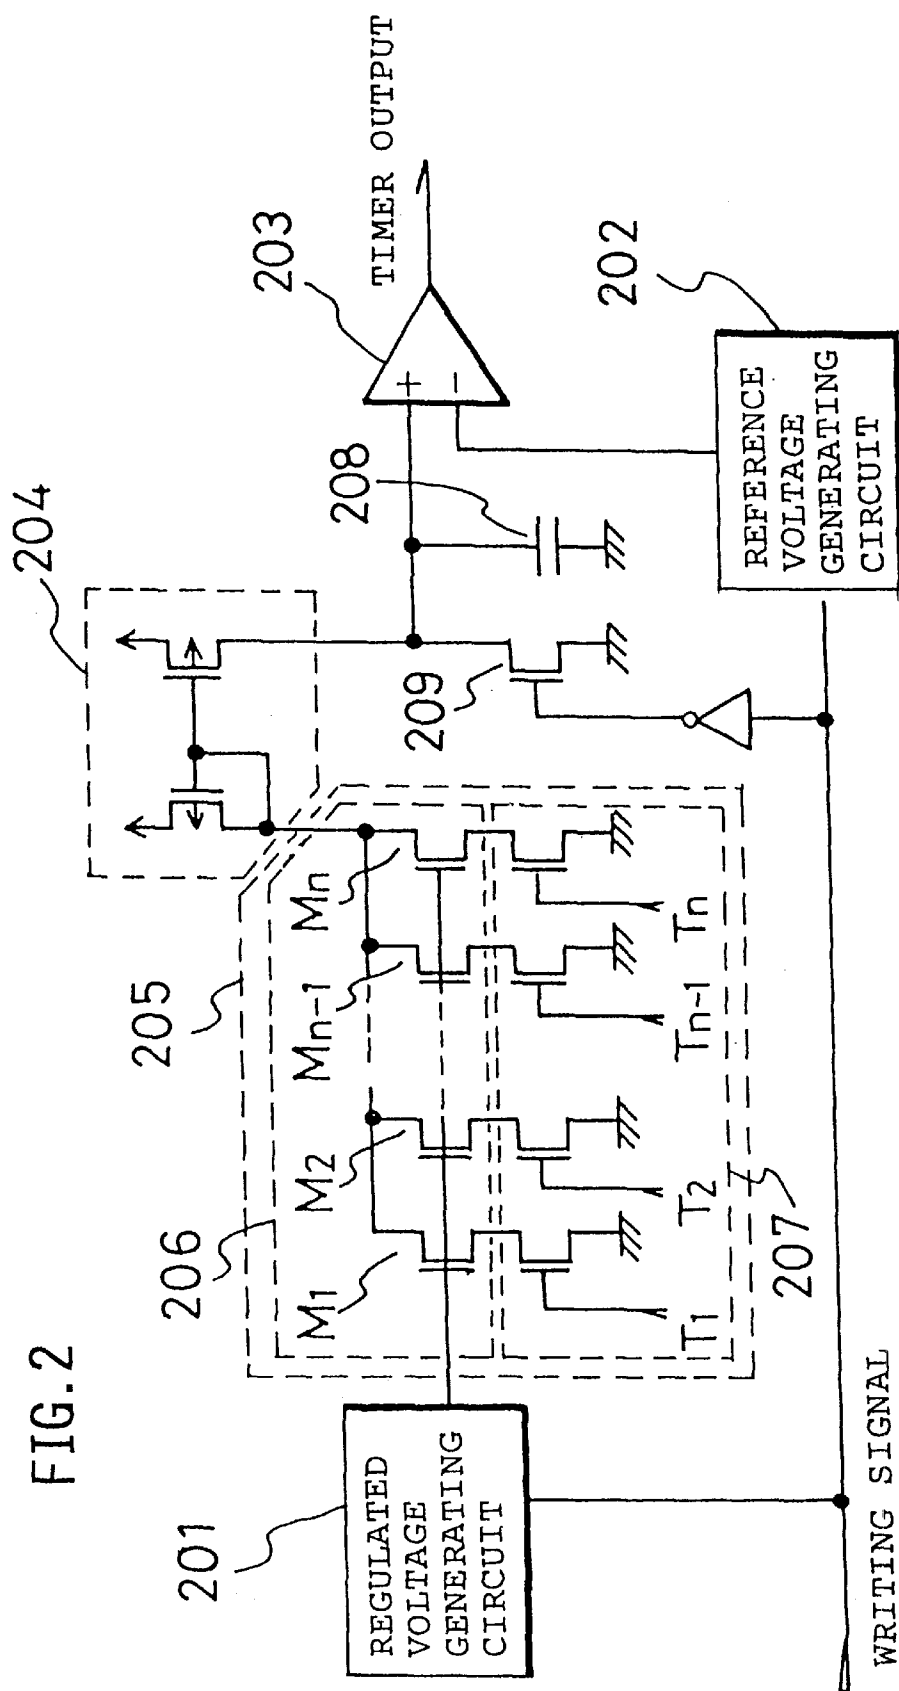 FIG.2
204
203
TIMER OUTPUT
205
206
208
209
202
201
REGULATED
VOLTAGE
GENERATING
CIRCUIT
M1
M2
Mn-1
Mn
+
−
T1
T2
Tn-1
Tn
207
REFERENCE
VOLTAGE
GENERATING
CIRCUIT
WRITING SIGNAL